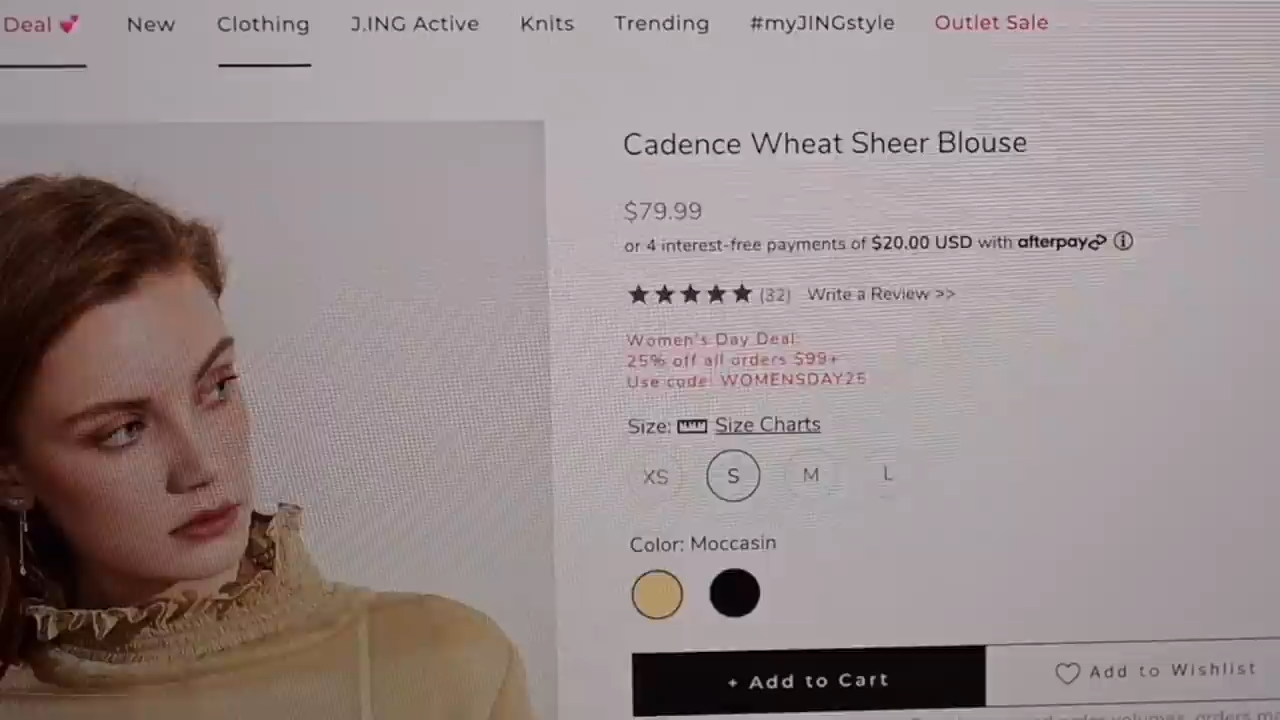 Deal 💕 New Clothing J.ING Active Knits Trending #myJINGstyle Outlet Sale
Cadence Wheat Sheer Blouse
$79.99
or 4 interest-free payments of $20.00 USD with afterpay
(32) Write a Review >>
Women's Day Deal:
25% off all orders $99+
Use code: WOMENSDAY25
Size: Size Charts
XS S M L
Color: Moccasin
+ Add to Cart Add to Wishlist